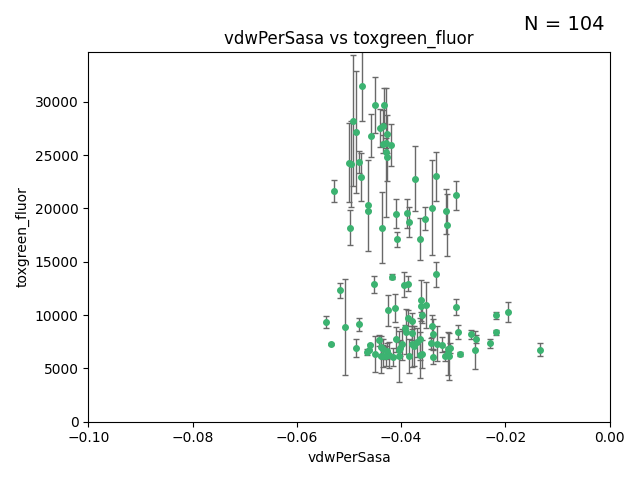 N = 104
vdwPerSasa vs toxgreen_fluor
30000
25000
20000
15000
10000
5000
0
toxgreen_fluor
−0.10 −0.08 −0.06 −0.04 −0.02 0.00
vdwPerSasa